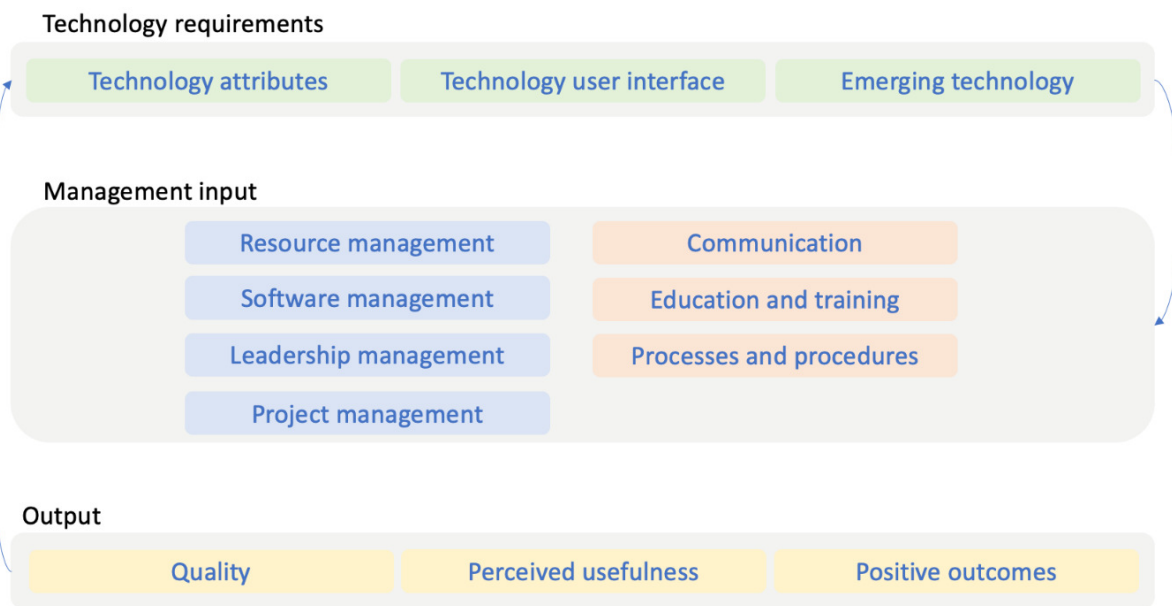 Technology requirements
Technology attributes
Technology user interface
Emerging technology
Management input
Resource management
Communication
Software management
Education and training
Leadership management
Processes and procedures
Project management
Output
Quality
Perceived usefulness
Positive outcomes